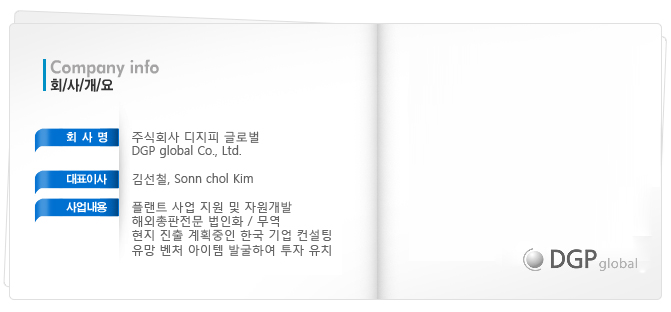 Company info
회/사/개/요
회 사 명
주식회사 디지피 글로벌
DGP global Co., Ltd.
대표이사
김선철, Sonn chol Kim
사업내용
플랜트 사업 지원 및 자원개발
해외총판전문 법인화 / 무역
현지 진출 계획중인 한국 기업 컨설팅
유망 벤처 아이템 발굴하여 투자 유치
DGP global